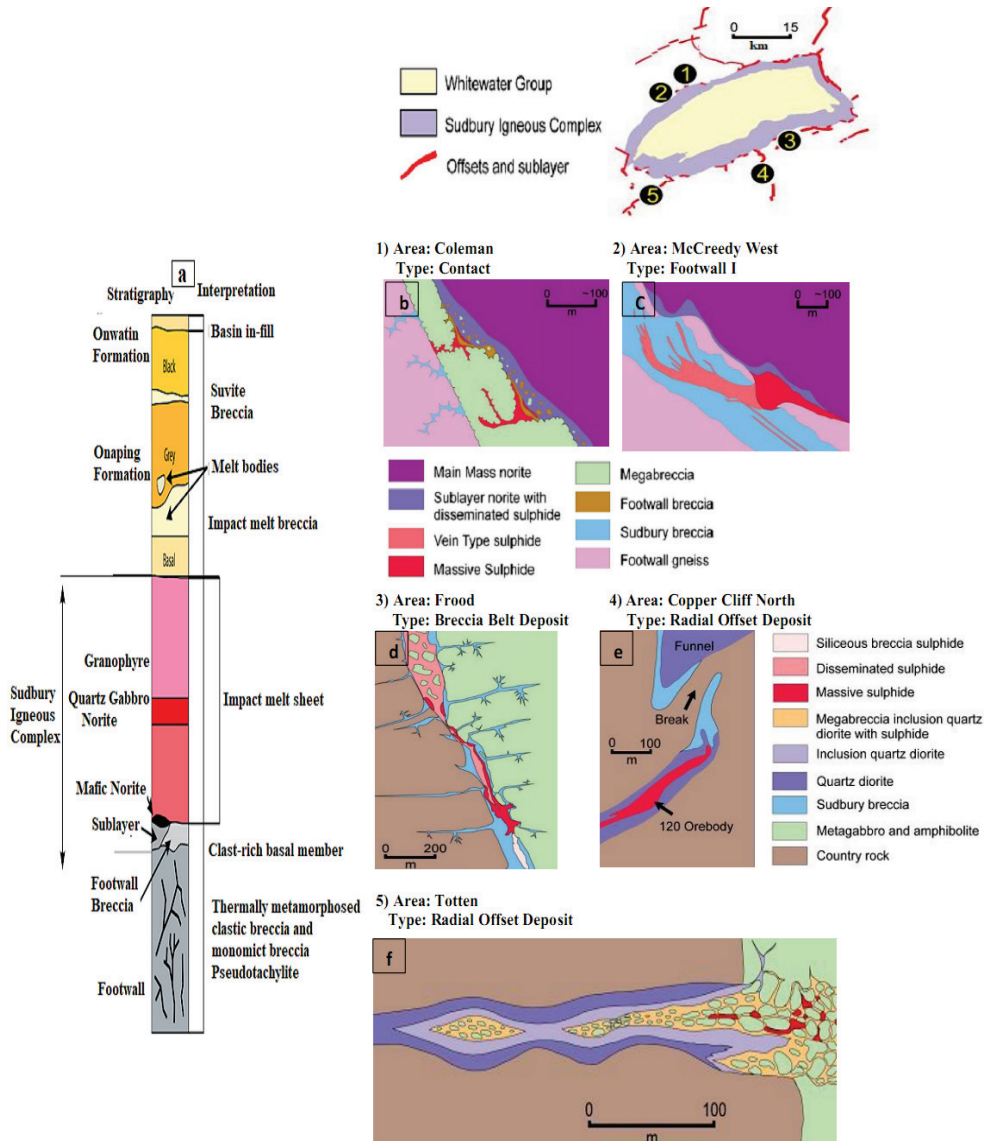 0 15
km
Whitewater Group
Sudbury Igneous Complex
Offsets and sublayer
1
2
3
4
5
a
Stratigraphy Interpretation
Onwatin
Formation
Basin in-fill
Black
Suvite
Breccia
Onaping
Formation
Grey
Melt bodies
Impact melt breccia
Basal
Sudbury
Igneous
Complex
Granophyre
Quartz Gabbro
Norite
Impact melt sheet
Mafic Norite
Sublayer
Clast-rich basal member
Footwall
Breccia
Thermally metamorphosed
clastic breccia and
monomict breccia
Pseudotachylite
Footwall
1) Area: Coleman
Type: Contact
b
0 ~100
m
2) Area: McCreedy West
Type: Footwall I
C
0 ~100
m
Main Mass norite
Sublayer norite with
disseminated sulphide
Vein Type sulphide
Massive Sulphide
Megabreccia
Footwall breccia
Sudbury breccia
Footwall gneiss
3) Area: Frood
Type: Breccia Belt Deposit
d
0 200
m
4) Area: Copper Cliff North
Type: Radial Offset Deposit
e
Funnel
Break
0 100
m
120 Orebody
Siliceous breccia sulphide
Disseminated sulphide
Massive sulphide
Megabreccia inclusion quartz
diorite with sulphide
Inclusion quartz diorite
Quartz diorite
Sudbury breccia
Metagabbro and amphibolite
Country rock
5) Area: Totten
Type: Radial Offset Deposit
f
0 100
m